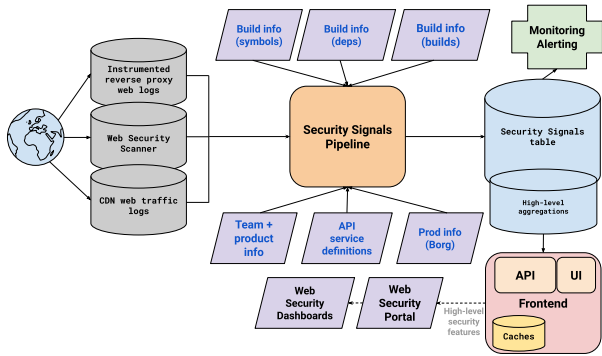 Build info
(symbols)
Build info
(deps)
Build info
(builds)
Monitoring
Alerting
Instrumented
reverse proxy
web logs
Web Security
Scanner
CDN web traffic
logs
Security Signals
Pipeline
Security Signals
table
High-level
aggregations
Team +
product
info
API
service
definitions
Prod info
(Borg)
API
UI
Frontend
Caches
High-level
security
features
Web
Security
Portal
Web
Security
Dashboards